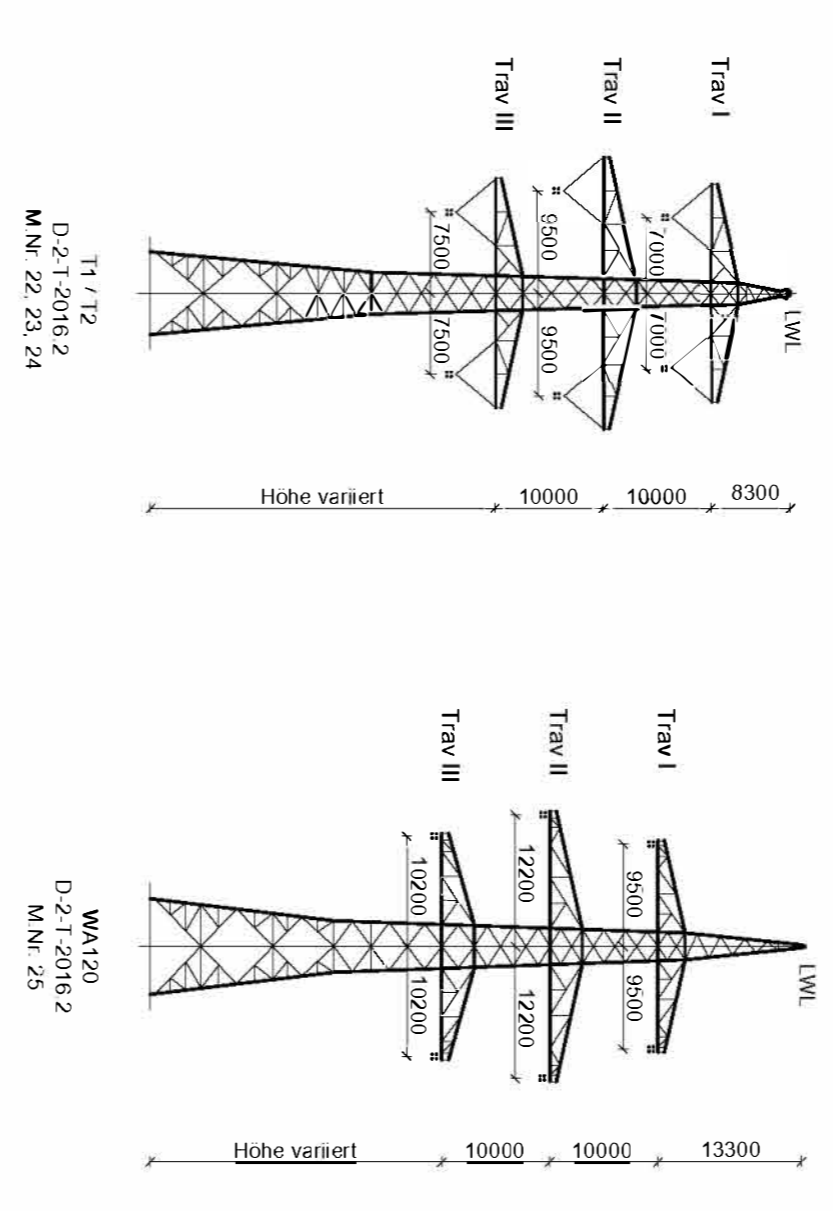 LWL
Trav I
7000
7000
Trav II
9500
9500
Trav III
7500
7500
8300
10000
10000
Höhe variiert
T1 / T2
D-2-T-2016.2
M.Nr. 22, 23, 24
LWL
Trav I
9500
9500
Trav II
12200
12200
Trav III
10200
10200
13300
10000
10000
Höhe variiert
WA120
D-2-T-2016.2
M.Nr. 25